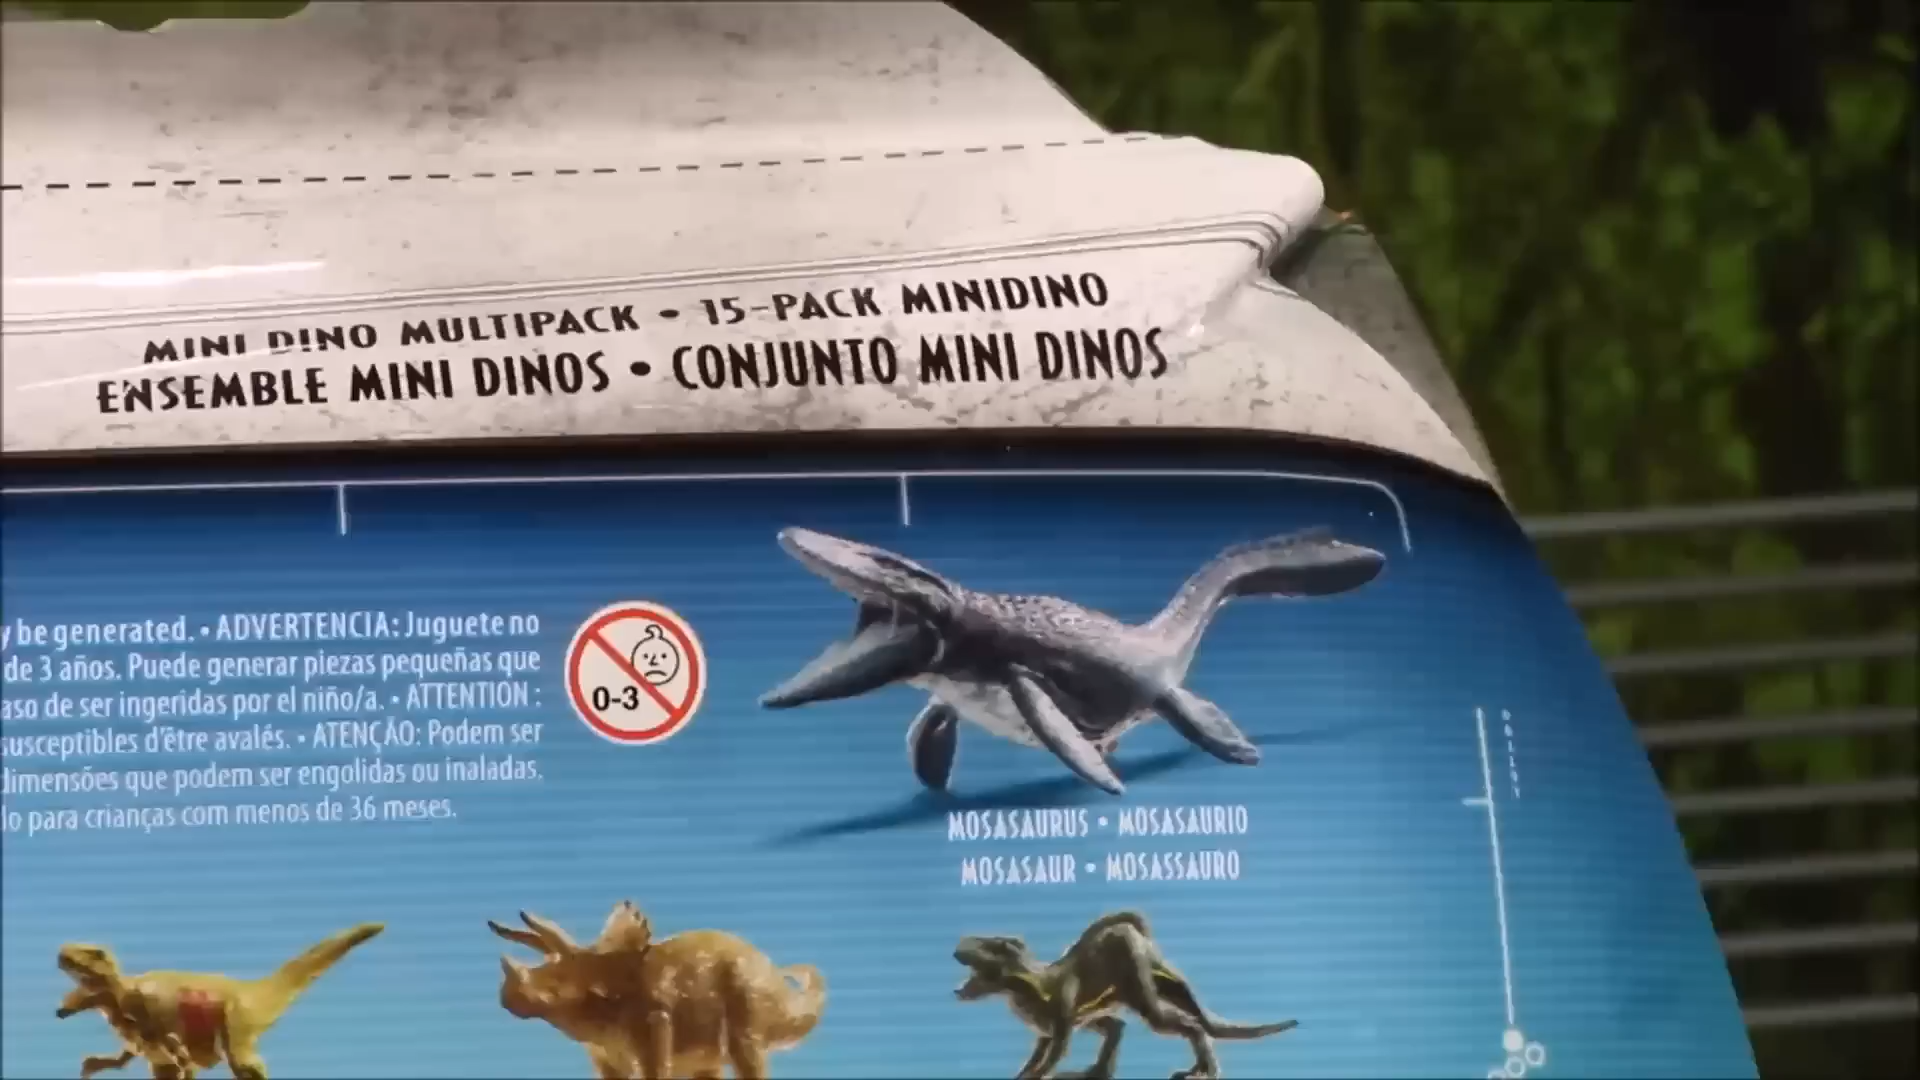 MINI DINO MULTIPACK • 15-PACK MINIDINO
ENSEMBLE MINI DINOS • CONJUNTO MINI DINOS
y be generated. • ADVERTENCIA: Juguete no
de 3 años. Puede generar piezas pequeñas que
aso de ser ingeridas por el niño/a. • ATTENTION :
susceptibles d'être avalés. • ATENÇÃO: Podem ser
dimensões que podem ser engolidas ou inaladas.
do para crianças com menos de 36 meses.
0-3
MOSASAURUS • MOSASAURIO
MOSASAUR • MOSASSAURO